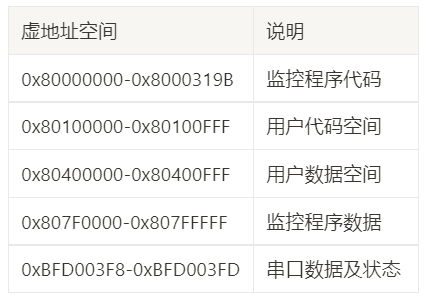 虚地址空间 说明
0x80000000-0x8000319B 监控程序代码
0x80100000-0x80100FFF 用户代码空间
0x80400000-0x80400FFF 用户数据空间
0x807F0000-0x807FFFFF 监控程序数据
0xBFD003F8-0xBFD003FD 串口数据及状态